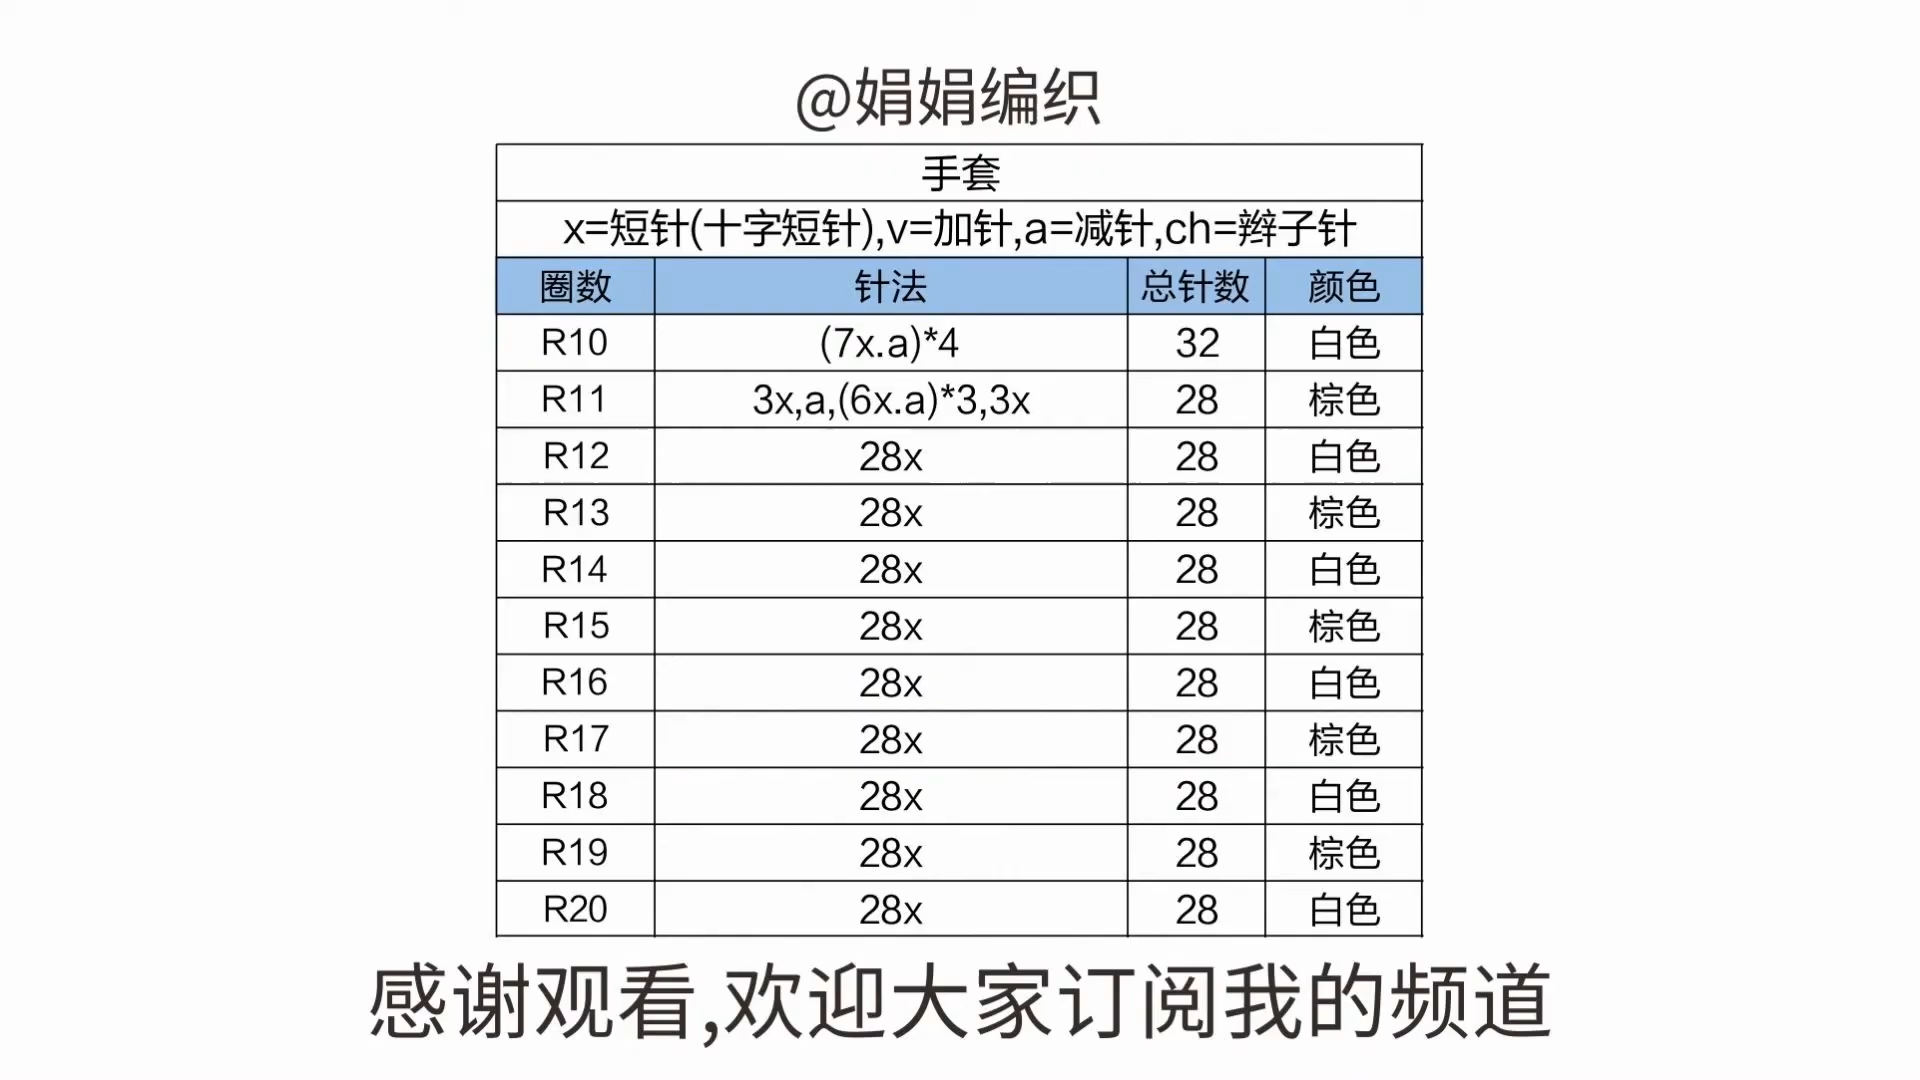 @娟娟编织
手套
x=短针(十字短针),v=加针,a=减针,ch=辫子针
圈数 针法 总针数 颜色
R10 (7x.a)*4 32 白色
R11 3x,a,(6x.a)*3,3x 28 棕色
R12 28x 28 白色
R13 28x 28 棕色
R14 28x 28 白色
R15 28x 28 棕色
R16 28x 28 白色
R17 28x 28 棕色
R18 28x 28 白色
R19 28x 28 棕色
R20 28x 28 白色
感谢观看,欢迎大家订阅我的频道